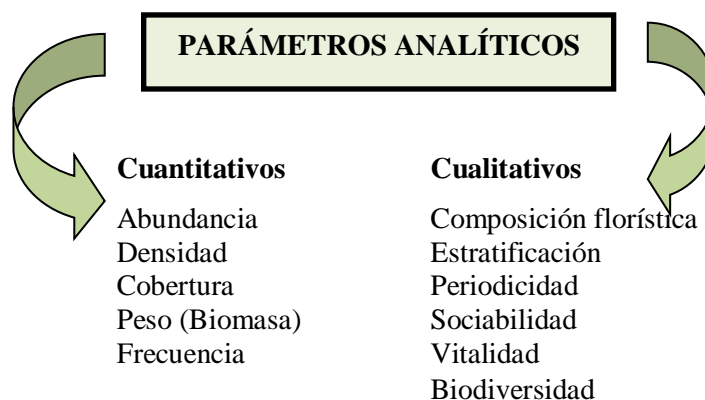 PARÁMETROS ANALÍTICOS
Cuantitativos
Abundancia
Densidad
Cobertura
Peso (Biomasa)
Frecuencia
Cualitativos
Composición florística
Estratificación
Periodicidad
Sociabilidad
Vitalidad
Biodiversidad